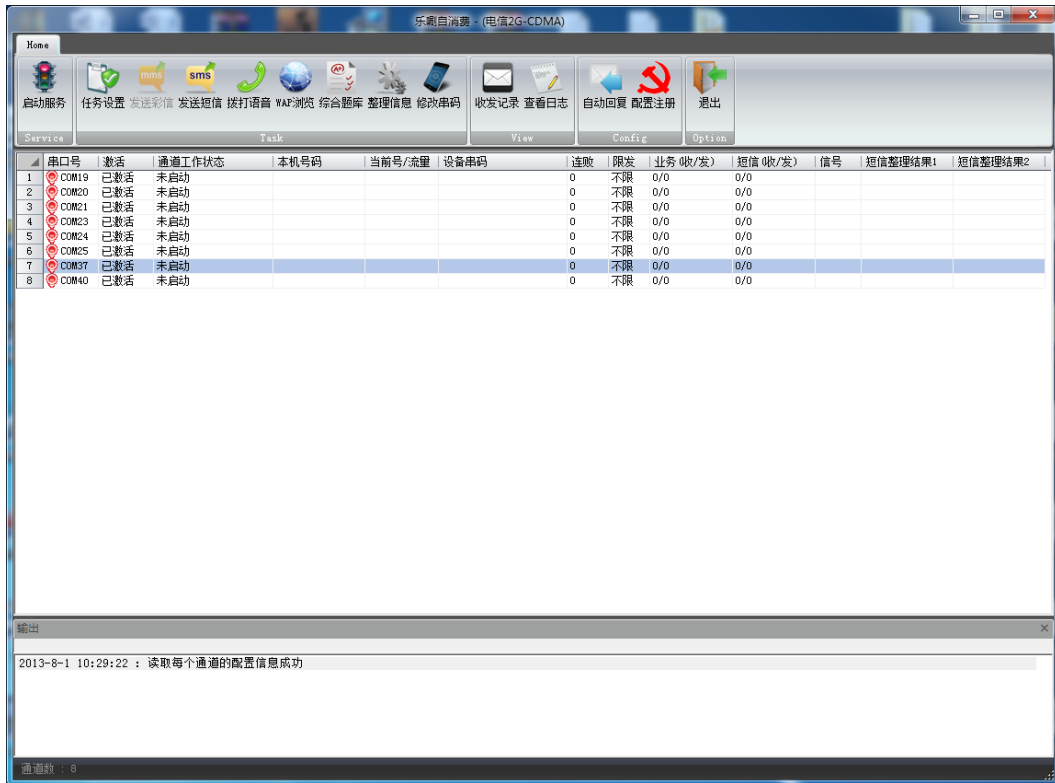 乐刷自消费 - (电信2G-CDMA)
Home
启动服务 任务设置 发送彩信 发送短信 拨打语音 WAP浏览 综合题库 整理信息 修改串码 收发记录 查看日志 自动回复 配置注册 退出
Service Task View Config Option
串口号 激活 通道工作状态 本机号码 当前号/流量 设备串码 连败 限发 业务(收/发) 短信(收/发) 信号 短信整理结果1 短信整理结果2
1 COM19 已激活 未启动 0 不限 0/0 0/0
2 COM20 已激活 未启动 0 不限 0/0 0/0
3 COM21 已激活 未启动 0 不限 0/0 0/0
4 COM23 已激活 未启动 0 不限 0/0 0/0
5 COM24 已激活 未启动 0 不限 0/0 0/0
6 COM25 已激活 未启动 0 不限 0/0 0/0
7 COM37 已激活 未启动 0 不限 0/0 0/0
8 COM40 已激活 未启动 0 不限 0/0 0/0
输出
2013-8-1 10:29:22 : 读取每个通道的配置信息成功
通道数 : 8